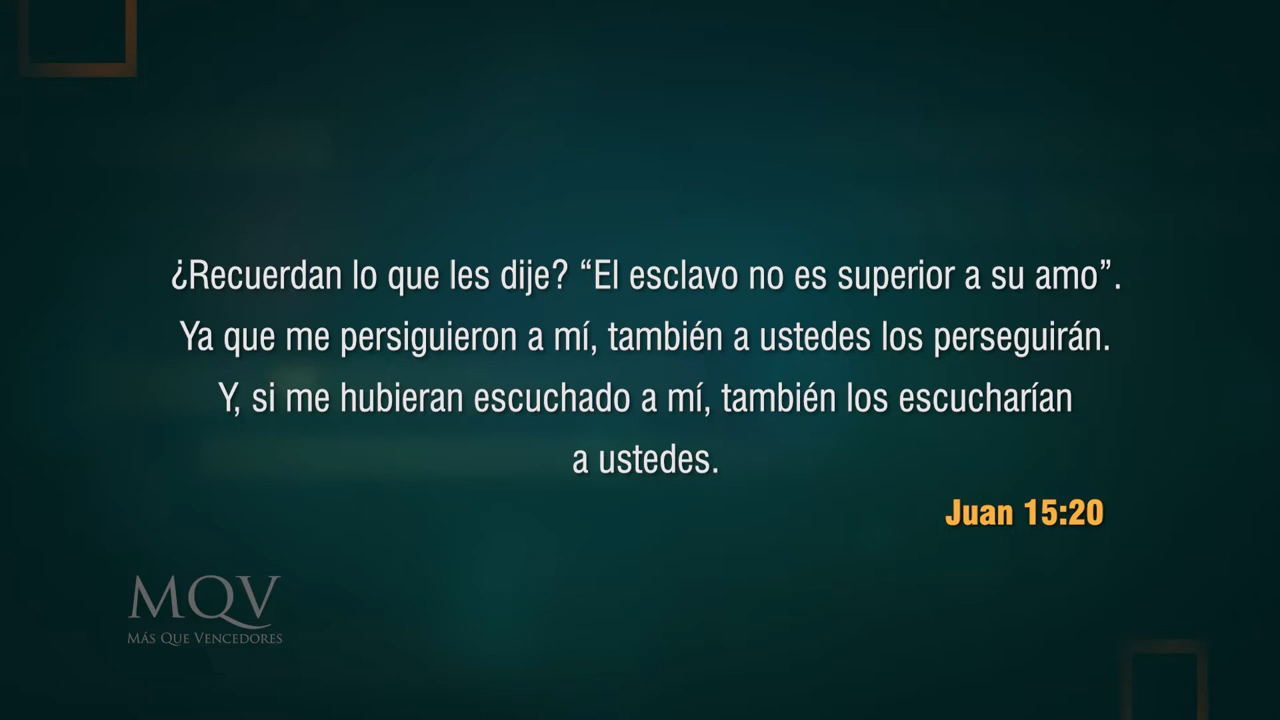 ¿Recuerdan lo que les dije? “El esclavo no es superior a su amo”.
Ya que me persiguieron a mí, también a ustedes los perseguirán.
Y, si me hubieran escuchado a mí, también los escucharían
a ustedes.
Juan 15:20
MQV
MÁS QUE VENCEDORES